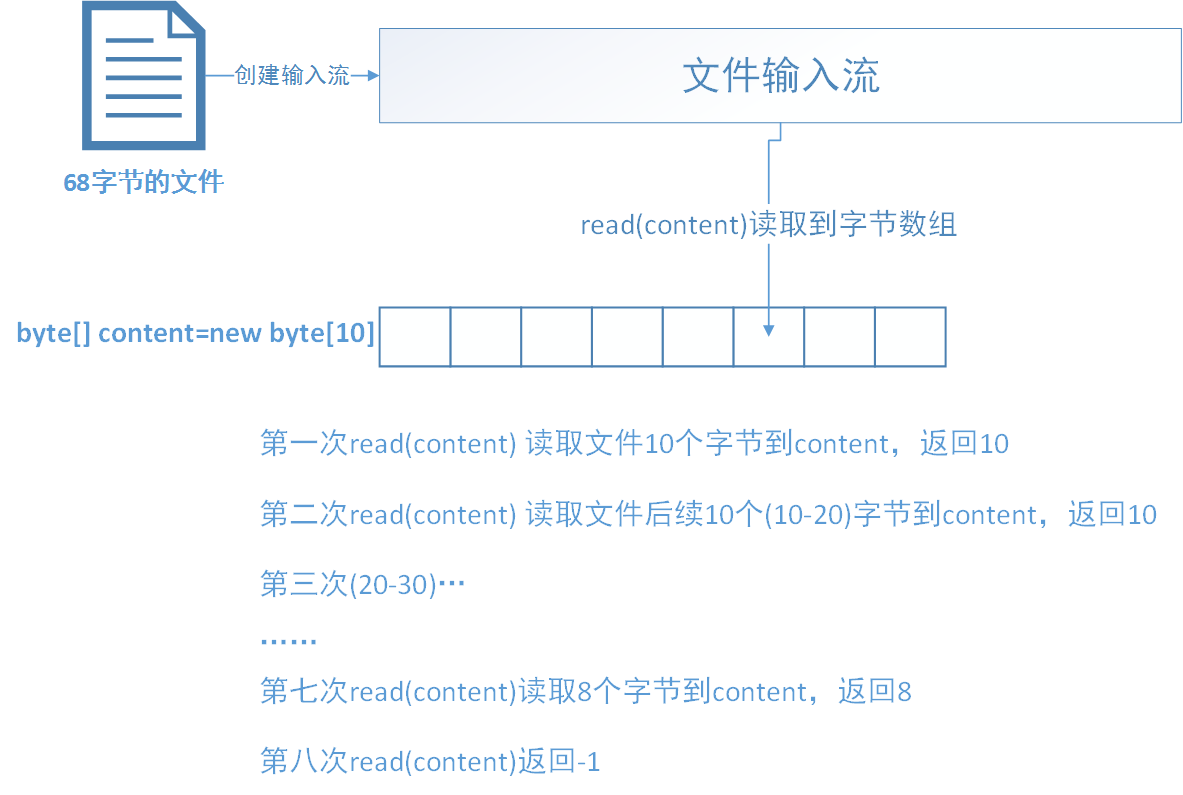 创建输入流
文件输入流
68字节的文件
read(content)读取到字节数组
byte[] content=new byte[10]
第一次read(content) 读取文件10个字节到content，返回10
第二次read(content) 读取文件后续10个(10-20)字节到content，返回10
第三次(20-30)…
……
第七次read(content)读取8个字节到content，返回8
第八次read(content)返回-1